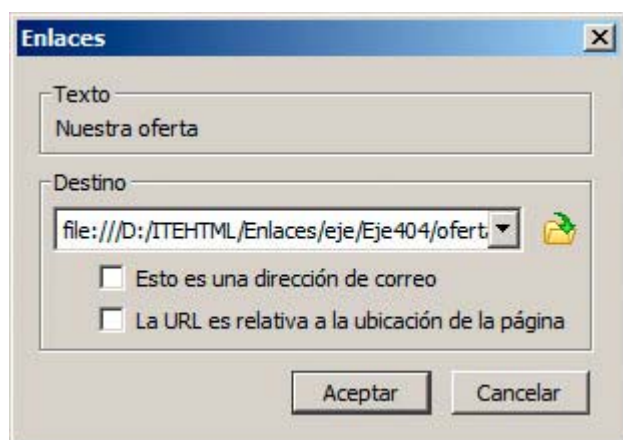 Enlaces
Texto
Nuestra oferta
Destino
file:///D:/ITEHTML/Enlaces/eje/Eje404/ofert
Esto es una dirección de correo
La URL es relativa a la ubicación de la página
Aceptar Cancelar